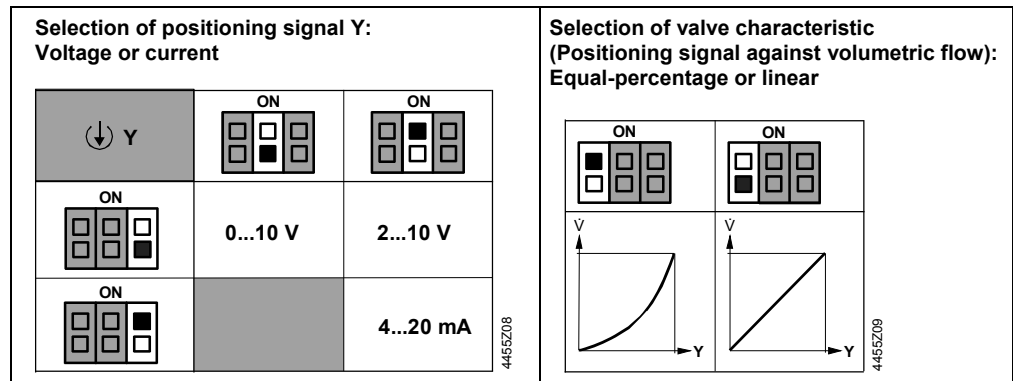 Selection of positioning signal Y:
Voltage or current
ON
ON
Y
ON
0...10 V
2...10 V
ON
4...20 mA
4455Z08
Selection of valve characteristic
(Positioning signal against volumetric flow):
Equal-percentage or linear
ON
ON
V̇
V̇
Y
Y
4455Z09